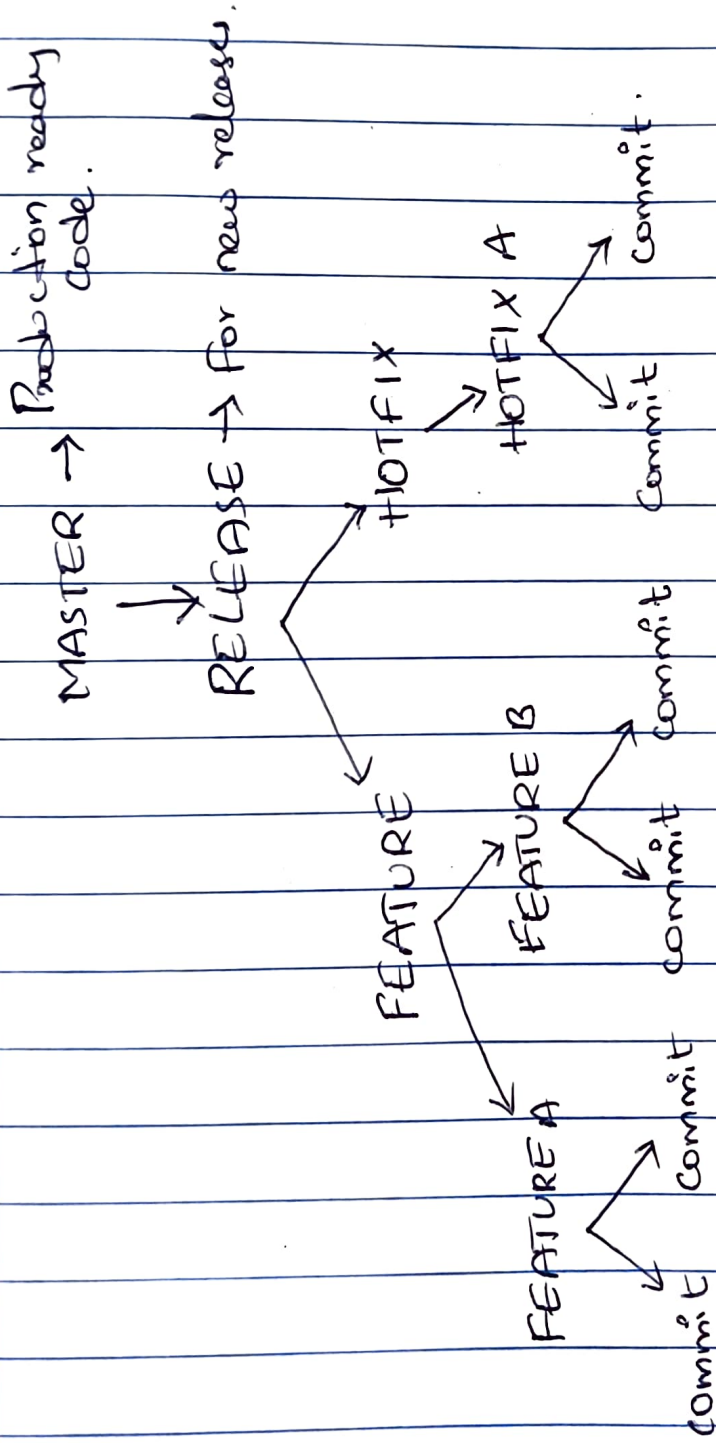 MASTER → Production ready
code.
RELEASE → For new release.
FEATURE HOTFIX
FEATURE A FEATURE B HOTFIX A
commit commit commit commit commit commit.